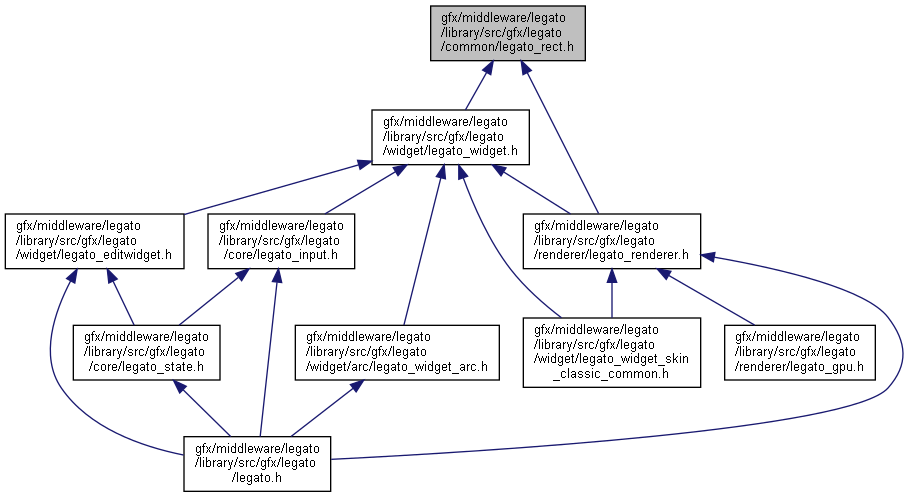 gfx/middleware/legato
/library/src/gfx/legato
/common/legato_rect.h
gfx/middleware/legato
/library/src/gfx/legato
/widget/legato_widget.h
gfx/middleware/legato
/library/src/gfx/legato
/widget/legato_editwidget.h
gfx/middleware/legato
/library/src/gfx/legato
/core/legato_input.h
gfx/middleware/legato
/library/src/gfx/legato
/renderer/legato_renderer.h
gfx/middleware/legato
/library/src/gfx/legato
/core/legato_state.h
gfx/middleware/legato
/library/src/gfx/legato
/widget/arc/legato_widget_arc.h
gfx/middleware/legato
/library/src/gfx/legato
/widget/legato_widget_skin
_classic_common.h
gfx/middleware/legato
/library/src/gfx/legato
/renderer/legato_gpu.h
gfx/middleware/legato
/library/src/gfx/legato
/legato.h